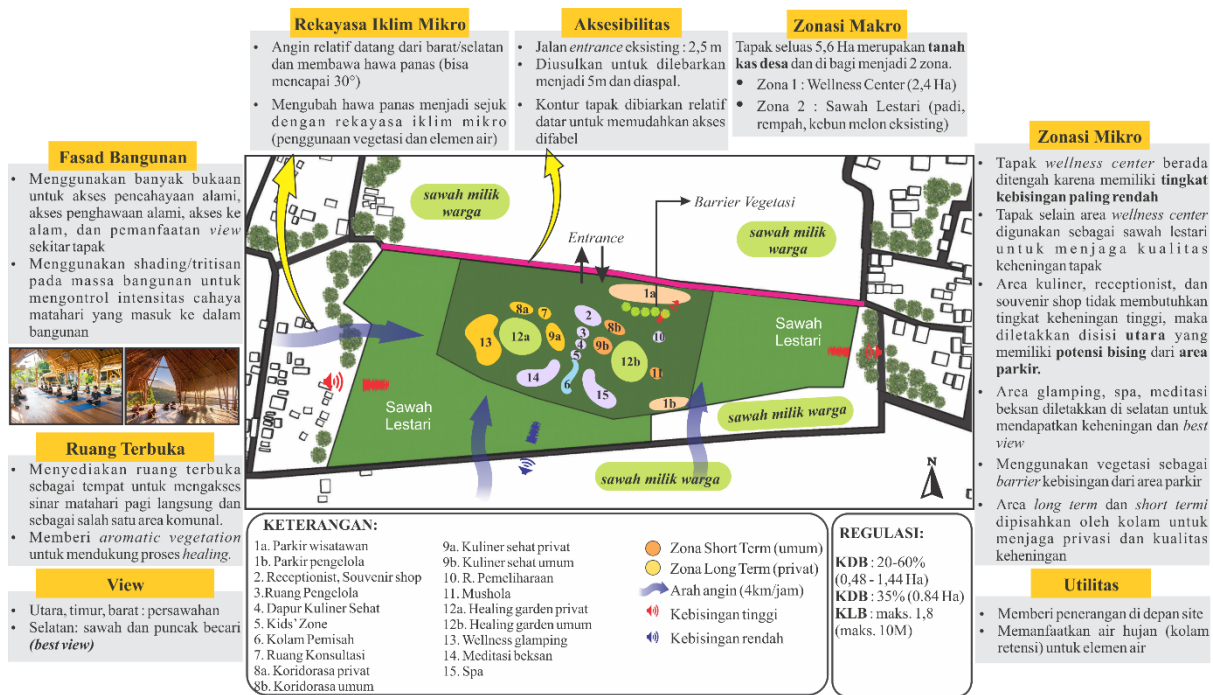 Rekayasa Iklim Mikro
• Angin relatif datang dari barat/selatan
dan membawa hawa panas (bisa
mencapai 30°)
• Mengubah hawa panas menjadi sejuk
dengan rekayasa iklim mikro
(penggunaan vegetasi dan elemen air)
Aksesibilitas
• Jalan entrance eksisting : 2,5 m
• Diusulkan untuk dilebarkan
menjadi 5m dan diaspal.
• Kontur tapak dibiarkan relatif
datar untuk memudahkan akses
difabel
Zonasi Makro
Tapak seluas 5,6 Ha merupakan tanah
kas desa dan di bagi menjadi 2 zona.
• Zona 1 : Wellness Center (2,4 Ha)
• Zona 2 : Sawah Lestari (padi,
rempah, kebun melon eksisting)
Fasad Bangunan
• Menggunakan banyak bukaan
untuk akses pencahayaan alami,
akses penghawaan alami, akses ke
alam, dan pemanfaatan view
sekitar tapak
• Menggunakan shading/tritisan
pada massa bangunan untuk
mengontrol intensitas cahaya
matahari yang masuk ke dalam
bangunan
Ruang Terbuka
• Menyediakan ruang terbuka
sebagai tempat untuk mengakses
sinar matahari pagi langsung dan
sebagai salah satu area komunal.
• Memberi aromatic vegetation
untuk mendukung proses healing.
View
• Utara, timur, barat : persawahan
• Selatan: sawah dan puncak becari
(best view)
sawah milik
warga
Barrier Vegetasi
sawah milik
warga
Entrance
1a
8a
7
2
13
12a
9a
3
4
5
8b
9b
10
12b
11
14
6
15
1b
Sawah
Lestari
Sawah
Lestari
sawah milik warga
sawah milik warga
N
Zonasi Mikro
• Tapak wellness center berada
ditengah karena memiliki tingkat
kebisingan paling rendah
• Tapak selain area wellness center
digunakan sebagai sawah lestari
untuk menjaga kualitas
keheningan tapak
• Area kuliner, receptionist, dan
souvenir shop tidak membutuhkan
tingkat keheningan tinggi, maka
diletakkan disisi utara yang
memiliki potensi bising dari area
parkir.
• Area glamping, spa, meditasi
beksan diletakkan di selatan untuk
mendapatkan keheningan dan best
view
• Menggunakan vegetasi sebagai
barrier kebisingan dari area parkir
• Area long term dan short termi
dipisahkan oleh kolam untuk
menjaga privasi dan kualitas
keheningan
Utilitas
• Memberi penerangan di depan site
• Memanfaatkan air hujan (kolam
retensi) untuk elemen air
KETERANGAN:
1a. Parkir wisatawan
1b. Parkir pengelola
2. Receptionist, Souvenir shop
3.Ruang Pengelola
4. Dapur Kuliner Sehat
5. Kids' Zone
6. Kolam Pemisah
7. Ruang Konsultasi
8a. Koridorasa privat
8b. Koridorasa umum
9a. Kuliner sehat privat
9b. Kuliner sehat umum
10. R. Pemeliharaan
11. Mushola
12a. Healing garden privat
12b. Healing garden umum
13. Wellness glamping
14. Meditasi beksan
15. Spa
Zona Short Term (umum)
Zona Long Term (privat)
Arah angin (4km/jam)
Kebisingan tinggi
Kebisingan rendah
REGULASI:
KDB : 20-60%
(0,48 - 1,44 Ha)
KDB : 35% (0.84 Ha)
KLB : maks. 1,8
(maks. 10M)